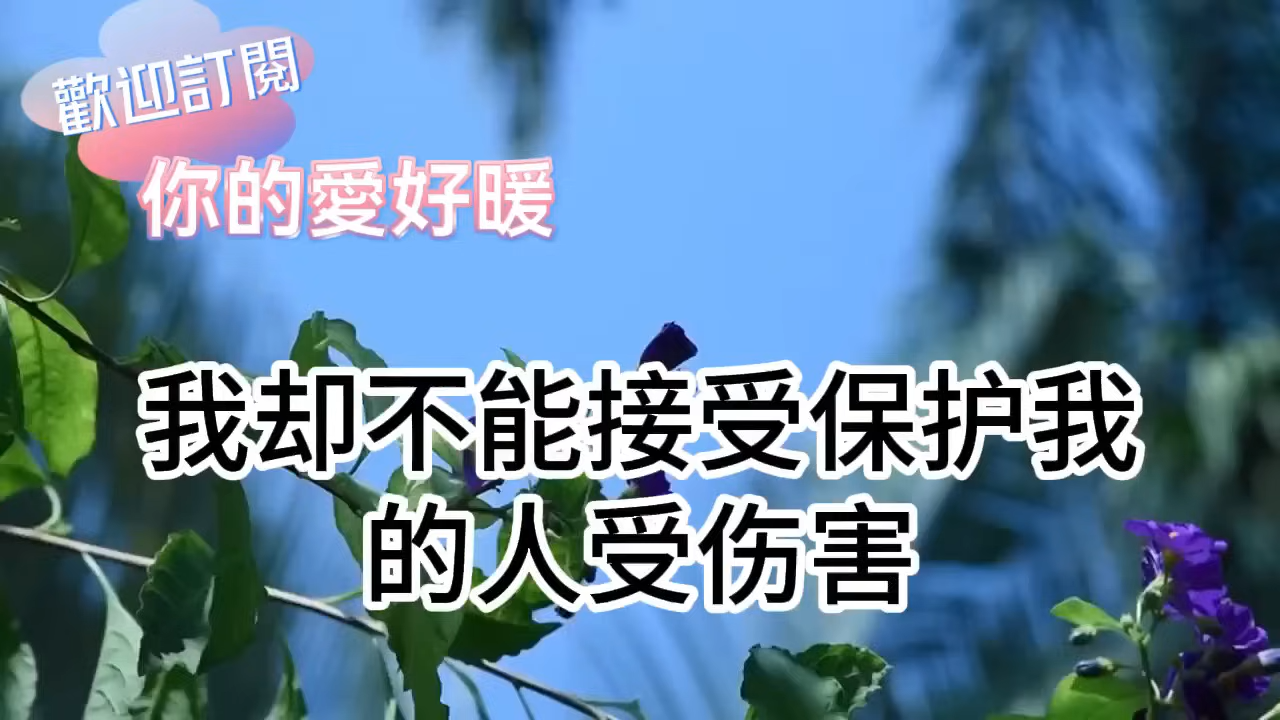 歡迎訂閱
你的愛好暖
我却不能接受保护我
的人受伤害